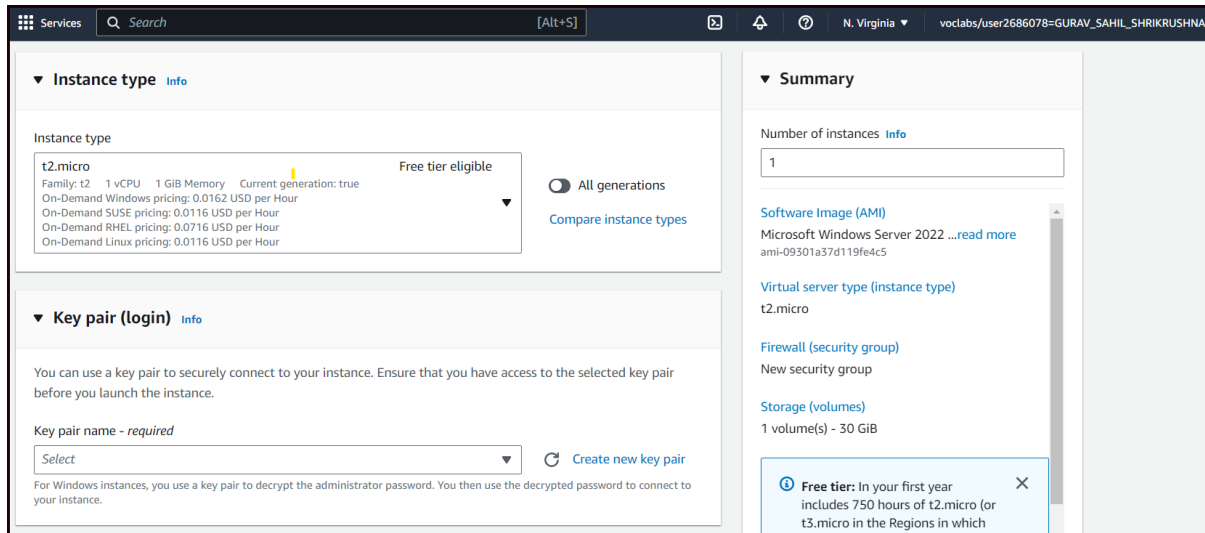 Services Search [Alt+S] N. Virginia ▼ voclabs/user2686078=GURAV_SAHIL_SHRIKRUSHNA
▼ Instance type Info
Instance type
t2.micro Free tier eligible
Family: t2 1 vCPU 1 GiB Memory Current generation: true
On-Demand Windows pricing: 0.0162 USD per Hour
On-Demand SUSE pricing: 0.0116 USD per Hour
On-Demand RHEL pricing: 0.0716 USD per Hour
On-Demand Linux pricing: 0.0116 USD per Hour
All generations
Compare instance types
▼ Key pair (login) Info
You can use a key pair to securely connect to your instance. Ensure that you have access to the selected key pair
before you launch the instance.
Key pair name - required
Select
Create new key pair
For Windows instances, you use a key pair to decrypt the administrator password. You then use the decrypted password to connect to
your instance.
▼ Summary
Number of instances Info
1
Software Image (AMI)
Microsoft Windows Server 2022 ...read more
ami-09301a37d119fe4c5
Virtual server type (instance type)
t2.micro
Firewall (security group)
New security group
Storage (volumes)
1 volume(s) - 30 GiB
Free tier: In your first year
includes 750 hours of t2.micro (or
t3.micro in the Regions in which